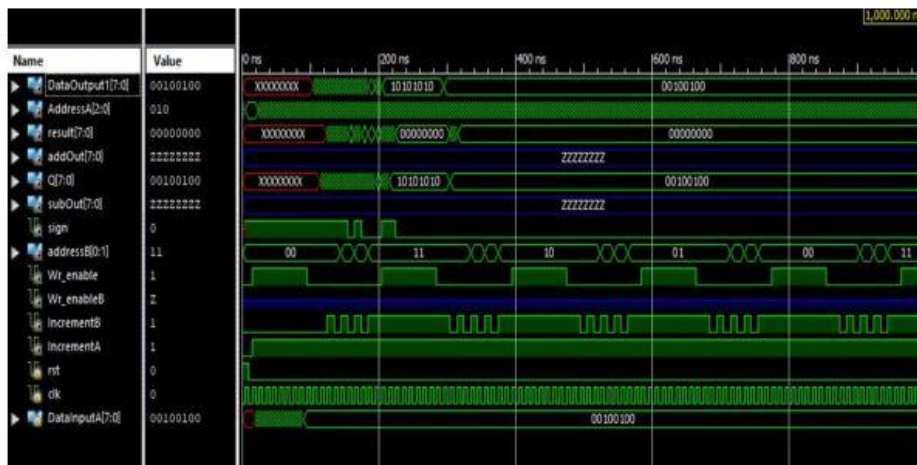 1,000.000 n
Name Value 0 ns 200 ns 400 ns 600 ns 800 ns
DataOutput1[7:0] 00100100 XXXXXXXX 10101010 00100100
AddressA[2:0] 010
result[7:0] 00000000 XXXXXXXX 00000000 00000000
addOut[7:0] ZZZZZZZZ ZZZZZZZZ
Q[7:0] 00100100 XXXXXXXX 10101010 00100100
subOut[7:0] ZZZZZZZZ ZZZZZZZZ
sign 0
addressB[0:1] 11 00 11 10 01 00 11
Wr_enable 1
Wr_enableB Z
IncrementB 1
IncrementA 1
rst 0
clk 0
DataInputA[7:0] 00100100 00100100